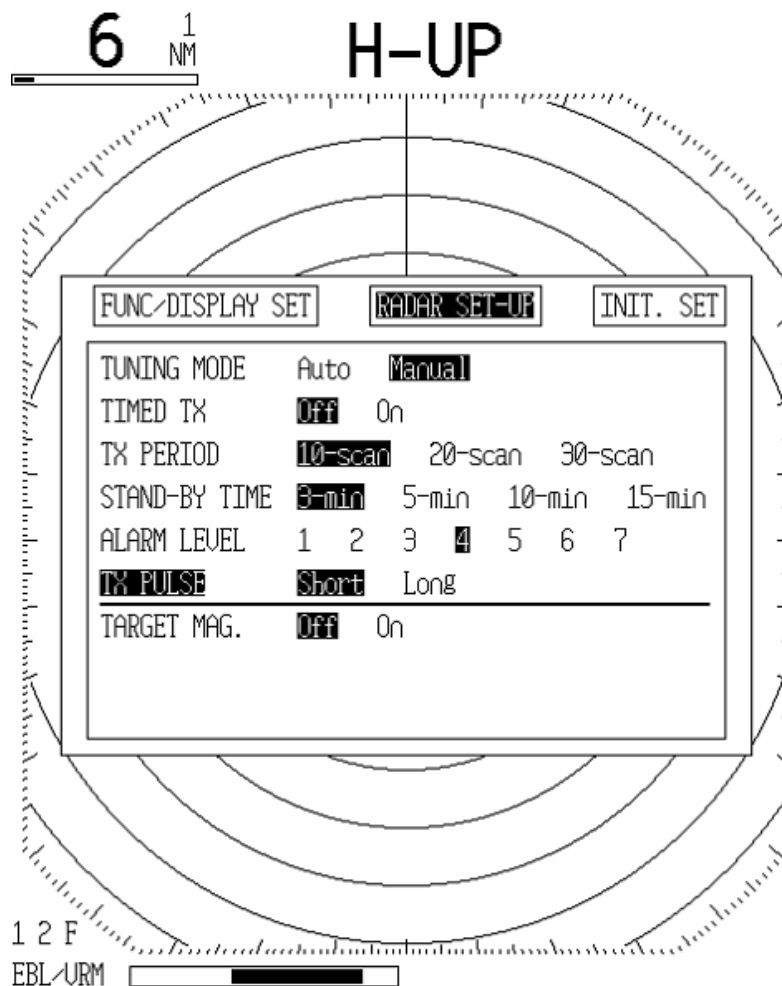 6 1 NM H-UP
FUNC/DISPLAY SET RADAR SET-UP INIT. SET
TUNING MODE Auto Manual
TIMED TX Off On
TX PERIOD 10-scan 20-scan 30-scan
STAND-BY TIME 3-min 5-min 10-min 15-min
ALARM LEVEL 1 2 3 4 5 6 7
TX PULSE Short Long
TARGET MAG. Off On
1 2 F
EBL/VRM